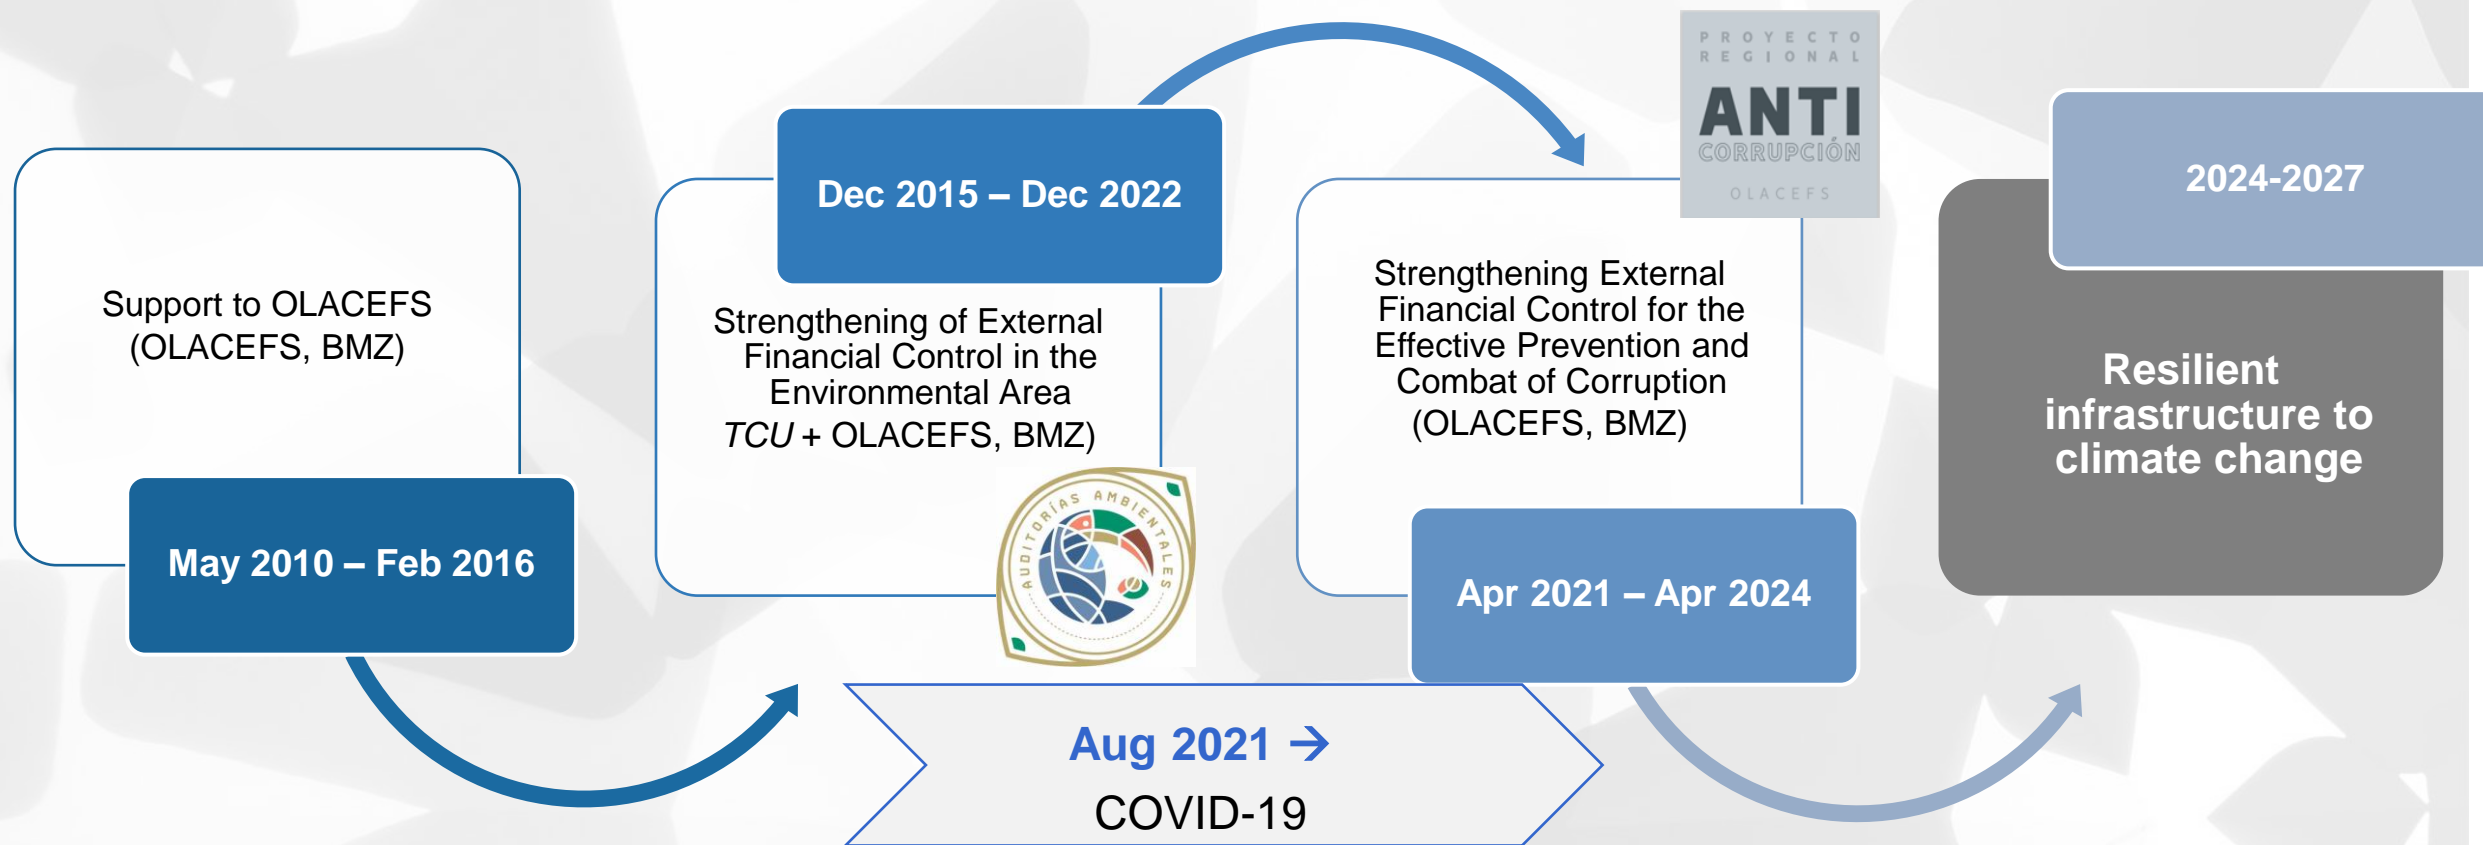 Support to OLACEFS
(OLACEFS, BMZ)
May 2010 – Feb 2016
Dec 2015 – Dec 2022
Strengthening of External
Financial Control in the
Environmental Area
TCU + OLACEFS, BMZ)
AUDITORÍAS AMBIENTALES
PROYECTO
REGIONAL
ANTI
CORRUPCIÓN
OLACEFS
Strengthening External
Financial Control for the
Effective Prevention and
Combat of Corruption
(OLACEFS, BMZ)
Apr 2021 – Apr 2024
2024-2027
Resilient
infrastructure to
climate change
Aug 2021 →
COVID-19